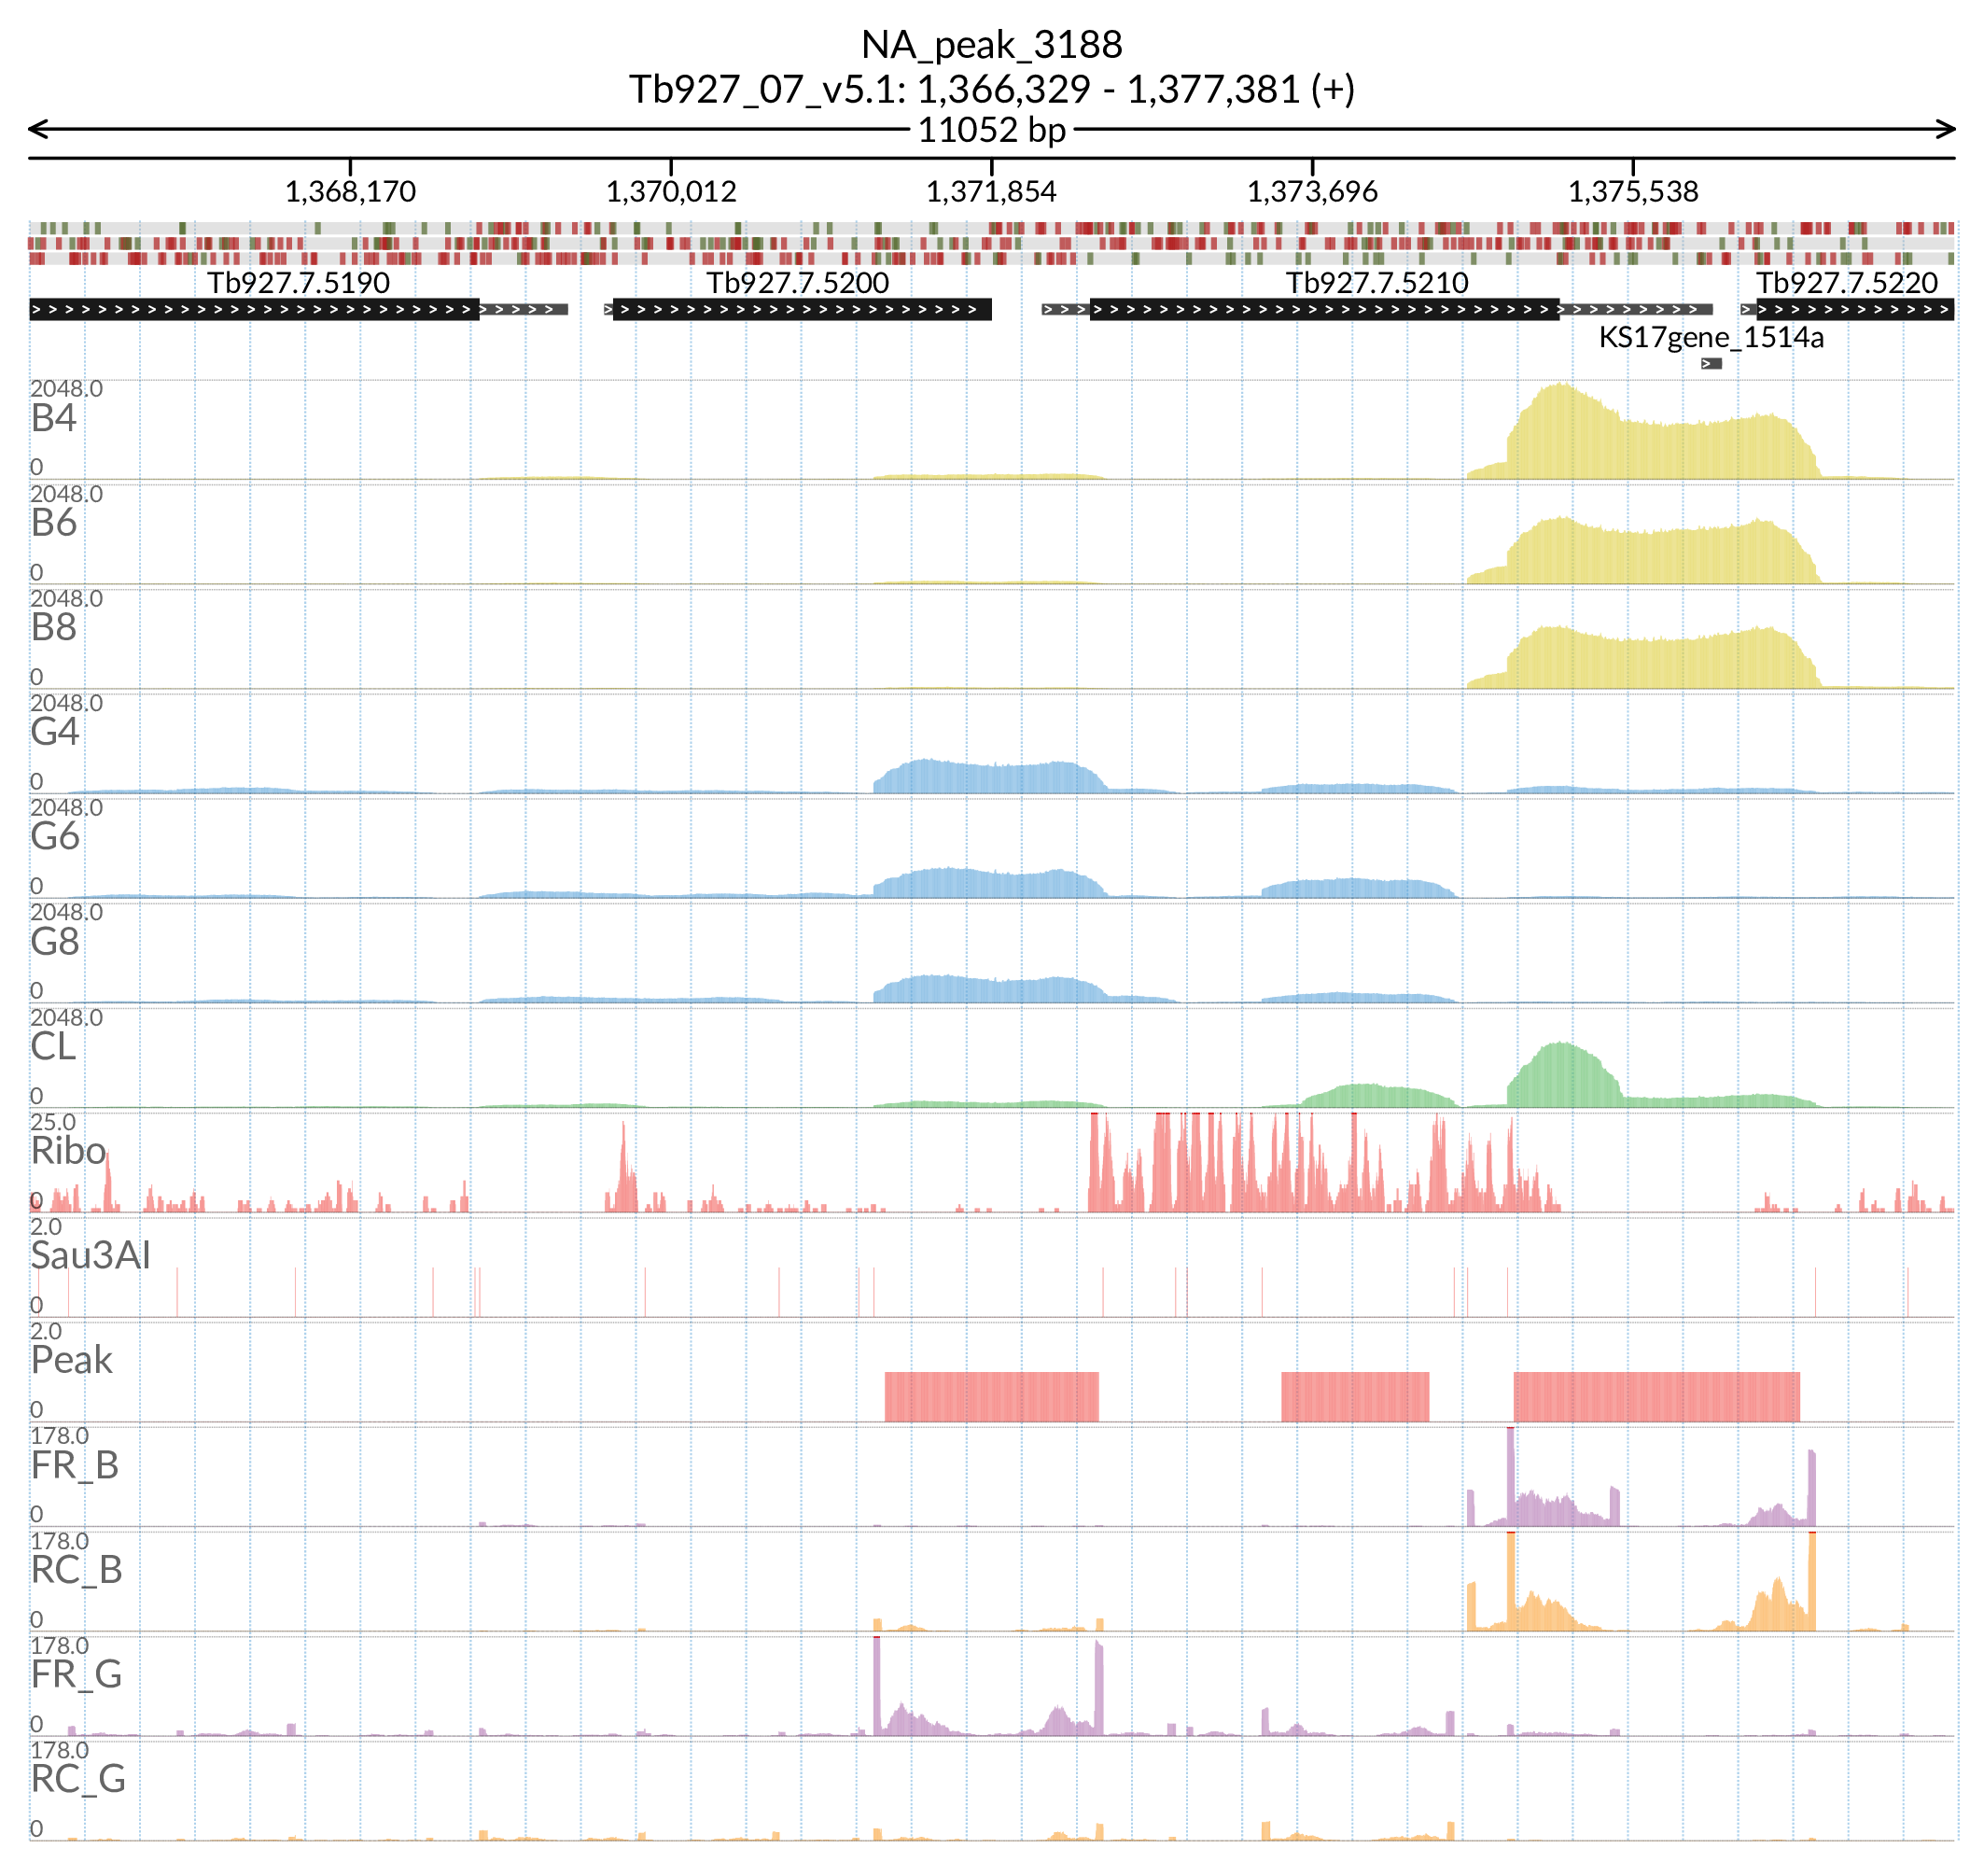 NA_peak_3188
Tb927_07_v5.1: 1,366,329 - 1,377,381 (+)
11052 bp
1,368,170 1,370,012 1,371,854 1,373,696 1,375,538
Tb927.7.5190 Tb927.7.5200 Tb927.7.5210 Tb927.7.5220
KS17gene_1514a
2048.0
B4
0
2048.0
B6
0
2048.0
B8
0
2048.0
G4
0
2048.0
G6
0
2048.0
G8
0
2048.0
CL
0
25.0
Ribo
0
2.0
Sau3AI
0
2.0
Peak
0
178.0
FR_B
0
178.0
RC_B
0
178.0
FR_G
0
178.0
RC_G
0